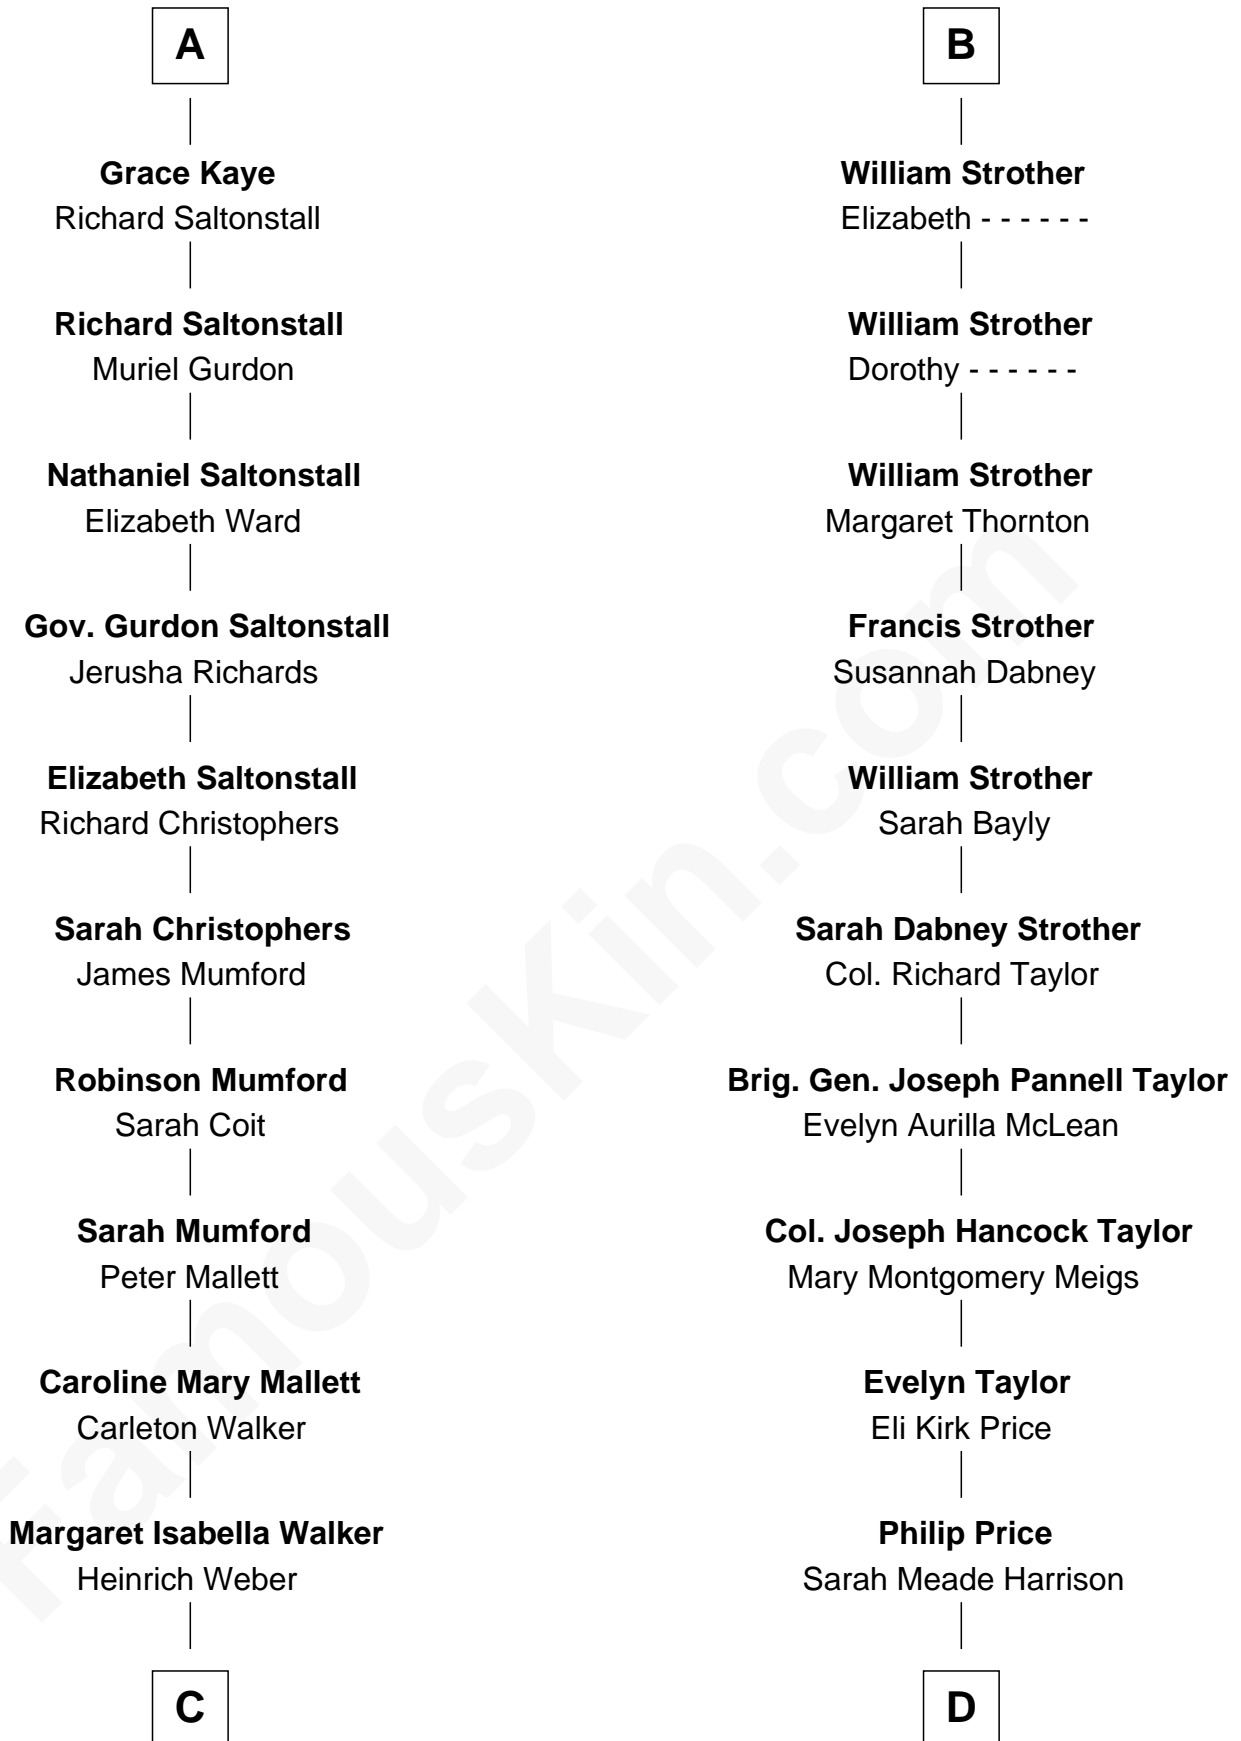 A
Grace Kaye
Richard Saltonstall
Richard Saltonstall
Muriel Gurdon
Nathaniel Saltonstall
Elizabeth Ward
Gov. Gurdon Saltonstall
Jerusha Richards
Elizabeth Saltonstall
Richard Christophers
Sarah Christophers
James Mumford
Robinson Mumford
Sarah Coit
Sarah Mumford
Peter Mallett
Caroline Mary Mallett
Carleton Walker
Margaret Isabella Walker
Heinrich Weber
C
B
William Strother
Elizabeth - - - - - -
William Strother
Dorothy - - - - - -
William Strother
Margaret Thornton
Francis Strother
Susannah Dabney
William Strother
Sarah Bayly
Sarah Dabney Strother
Col. Richard Taylor
Brig. Gen. Joseph Pannell Taylor
Evelyn Aurilla McLean
Col. Joseph Hancock Taylor
Mary Montgomery Meigs
Evelyn Taylor
Eli Kirk Price
Philip Price
Sarah Meade Harrison
D
FamousKin.com